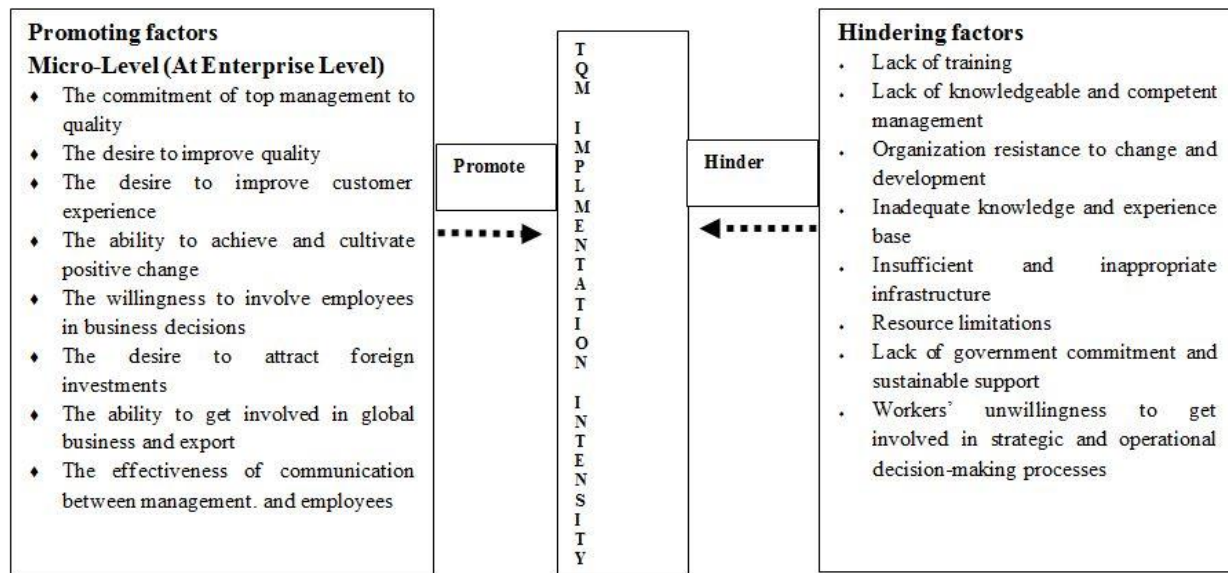 Promoting factors
Micro-Level (At Enterprise Level)
♦ The commitment of top management to
quality
♦ The desire to improve quality
♦ The desire to improve customer
experience
♦ The ability to achieve and cultivate
positive change
♦ The willingness to involve employees
in business decisions
♦ The desire to attract foreign
investments
♦ The ability to get involved in global
business and export
♦ The effectiveness of communication
between management. and employees
Promote
TQM IMPLMENTATION INTENSITY
Hinder
Hindering factors
• Lack of training
• Lack of knowledgeable and competent
management
• Organization resistance to change and
development
• Inadequate knowledge and experience
base
• Insufficient and inappropriate
infrastructure
• Resource limitations
• Lack of government commitment and
sustainable support
• Workers' unwillingness to get
involved in strategic and operational
decision-making processes